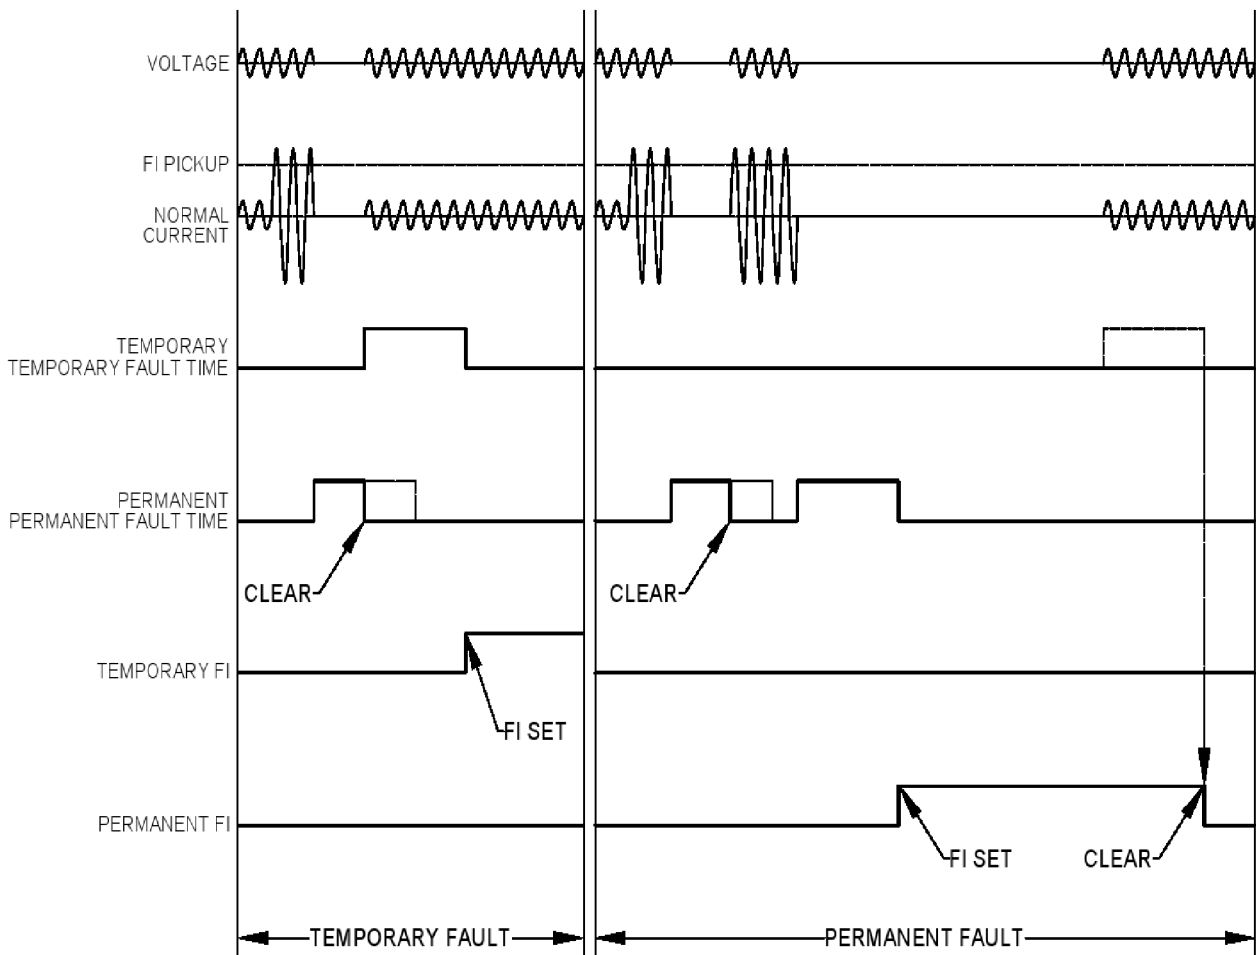 VOLTAGE
FI PICKUP
NORMAL
CURRENT
TEMPORARY
TEMPORARY FAULT TIME
PERMANENT
PERMANENT FAULT TIME
CLEAR
CLEAR
TEMPORARY FI
FI SET
PERMANENT FI
FI SET
CLEAR
TEMPORARY FAULT
PERMANENT FAULT